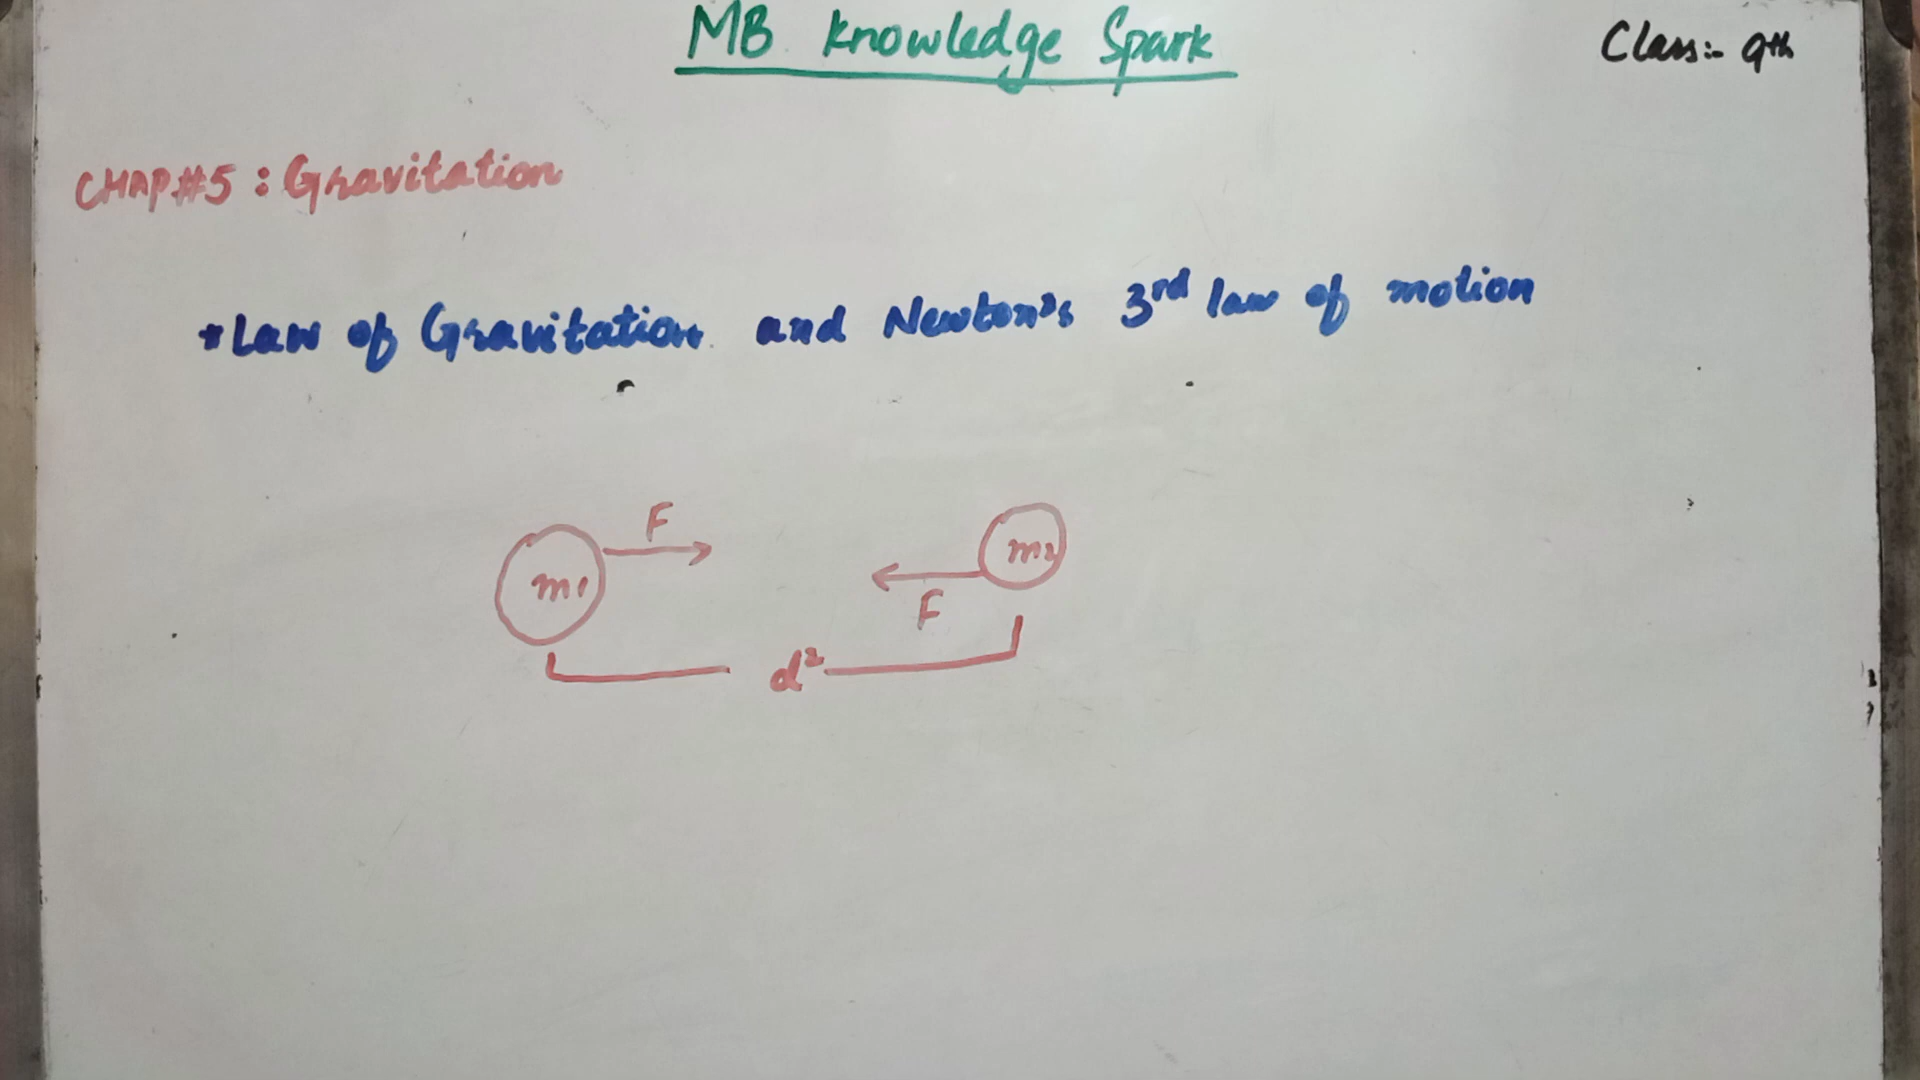 MB Knowledge Spark
Class:- 9th
CHAP#5 : Gravitation
*Law of Gravitation and Newton's 3rd law of motion
F
m1
m2
F
d²